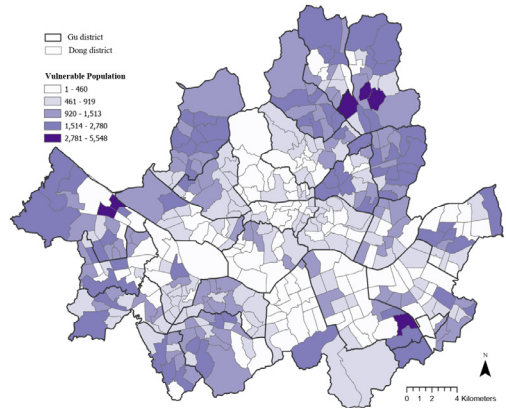 Gu district
Dong district
Vulnerable Population
1 - 460
461 - 919
920 - 1,513
1,514 - 2,780
2,781 - 5,548
N
0 1 2 4 Kilometers